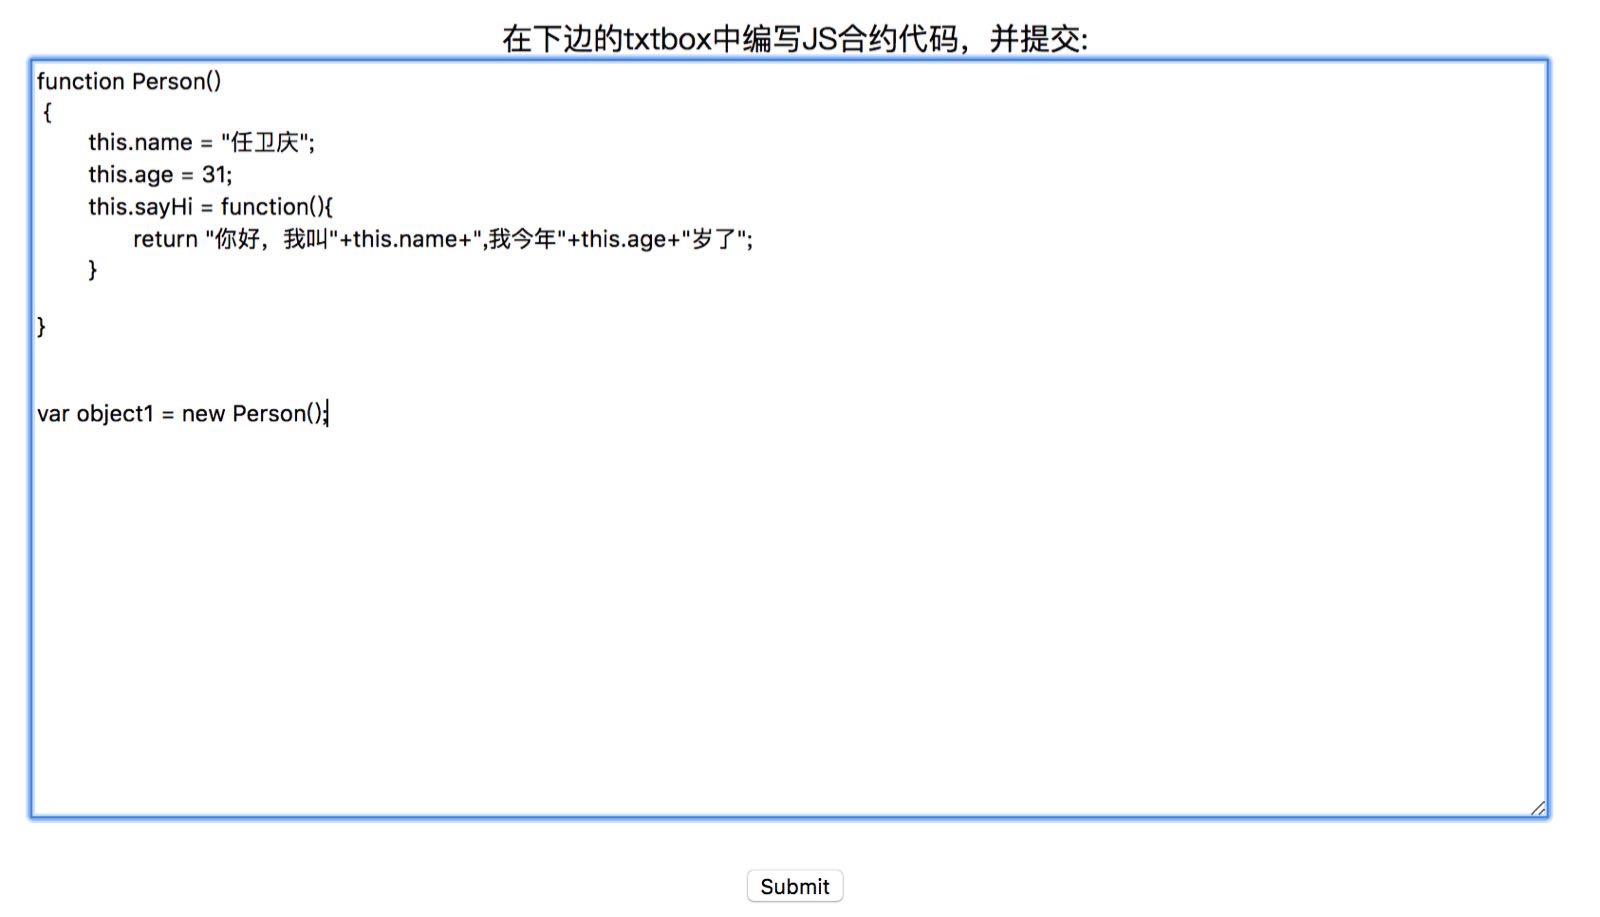 在下边的txtbox中编写JS合约代码，并提交:
function Person()
{
this.name = "任卫庆";
this.age = 31;
this.sayHi = function(){
return "你好，我叫"+this.name+",我今年"+this.age+"岁了";
}
}
var object1 = new Person();
Submit